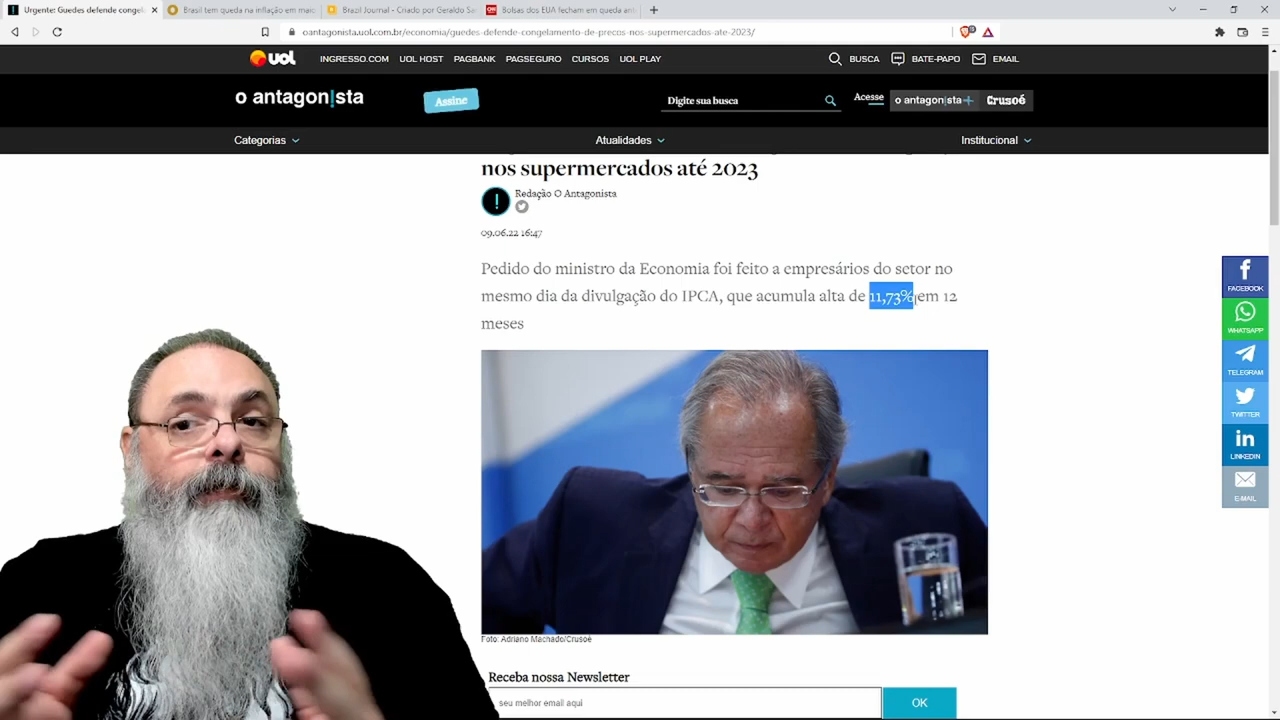 Urgente: Guedes defende congel
Brasil tem queda na inflação em maio
Brazil Journal - Criado por Geraldo Sa
Bolsas dos EUA fecham em queda ant
oantagonista.uol.com.br/economia/guedes-defende-congelamento-de-precos-nos-supermercados-ate-2023/
UOL
INGRESSO.COM UOL HOST PAGBANK PAGSEGURO CURSOS UOL PLAY
BUSCA BATE-PAPO EMAIL
o antagon!sta
Assine
Digite sua busca
Acesse
o antagon!sta+
Crusoé
Categorias
Atualidades
Institucional
nos supermercados até 2023
Redação O Antagonista
09.06.22 16:47
Pedido do ministro da Economia foi feito a empresários do setor no
mesmo dia da divulgação do IPCA, que acumula alta de 11,73% em 12
meses
FACEBOOK
WHATSAPP
TELEGRAM
TWITTER
LINKEDIN
E-MAIL
Foto: Adriano Machado/Crusoé
Receba nossa Newsletter
seu melhor email aqui
OK